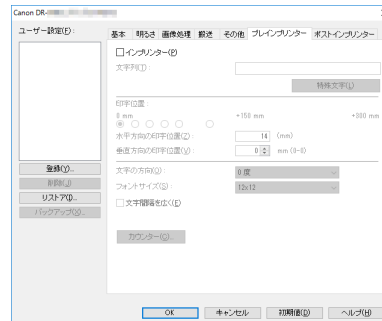 Canon DR-
ユーザー設定(F):
登録(Y)...
削除(J)
リストア(I)...
バックアップ(X)...
基本 明るさ 画像処理 搬送 その他 プレインプリンター ポストインプリンター
インプリンター(P)
文字列(T):
特殊文字(L)
印字位置:
0 mm +150 mm +300 mm
水平方向の印字位置(Z): 14 (mm)
垂直方向の印字位置(V): 0 mm (0-0)
文字の方向(O): 0 度
フォントサイズ(S): 12x12
文字間隔を広く(E)
カウンター(G)...
OK キャンセル 初期値(D) ヘルプ(H)